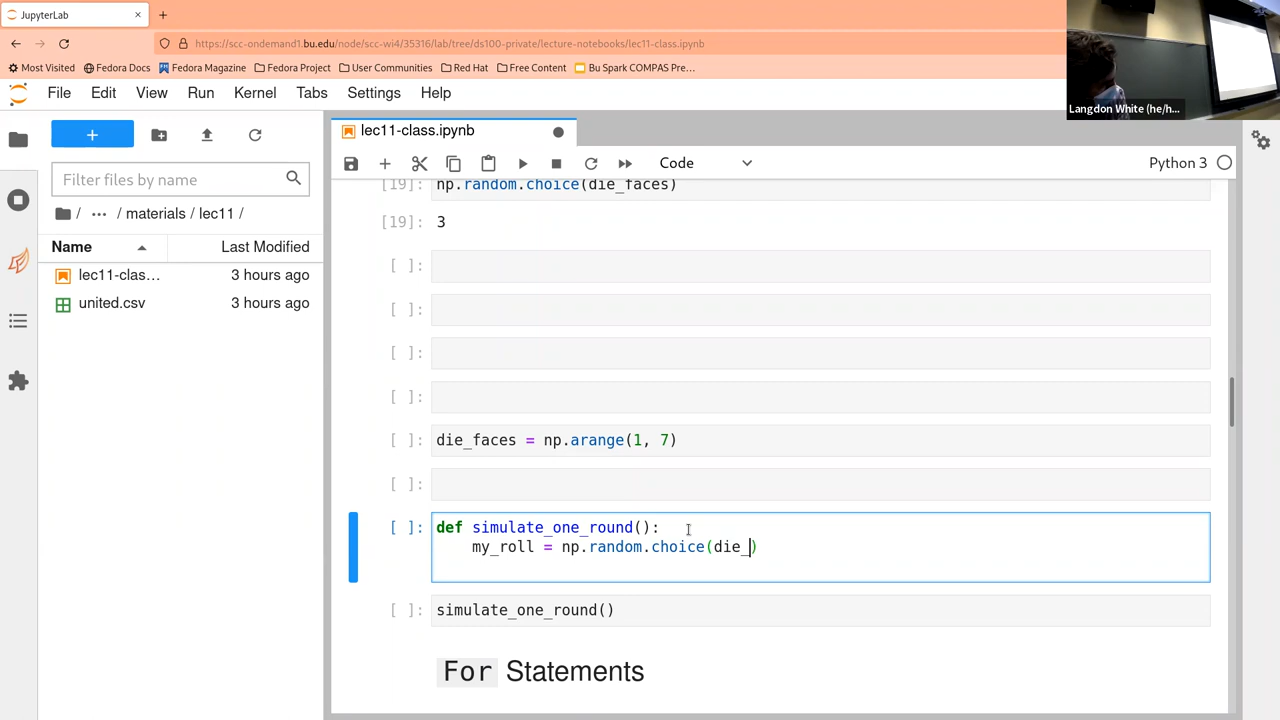 JupyterLab
https://scc-ondemand1.bu.edu/node/scc-wi4/35316/lab/tree/ds100-private/lecture-notebooks/lec11-class.ipynb
Most Visited Fedora Docs Fedora Magazine Fedora Project User Communities Red Hat Free Content Bu Spark COMPAS Pre…
Langdon White (he/h...
File Edit View Run Kernel Tabs Settings Help
lec11-class.ipynb
Code
Python 3
Filter files by name
/ ··· / materials / lec11 /
Name Last Modified
lec11-clas… 3 hours ago
united.csv 3 hours ago
[19]: np.random.choice(die_faces)
[19]: 3
[ ]:
[ ]:
[ ]:
[ ]:
[ ]: die_faces = np.arange(1, 7)
[ ]:
[ ]: def simulate_one_round():
my_roll = np.random.choice(die_)
[ ]: simulate_one_round()
For Statements